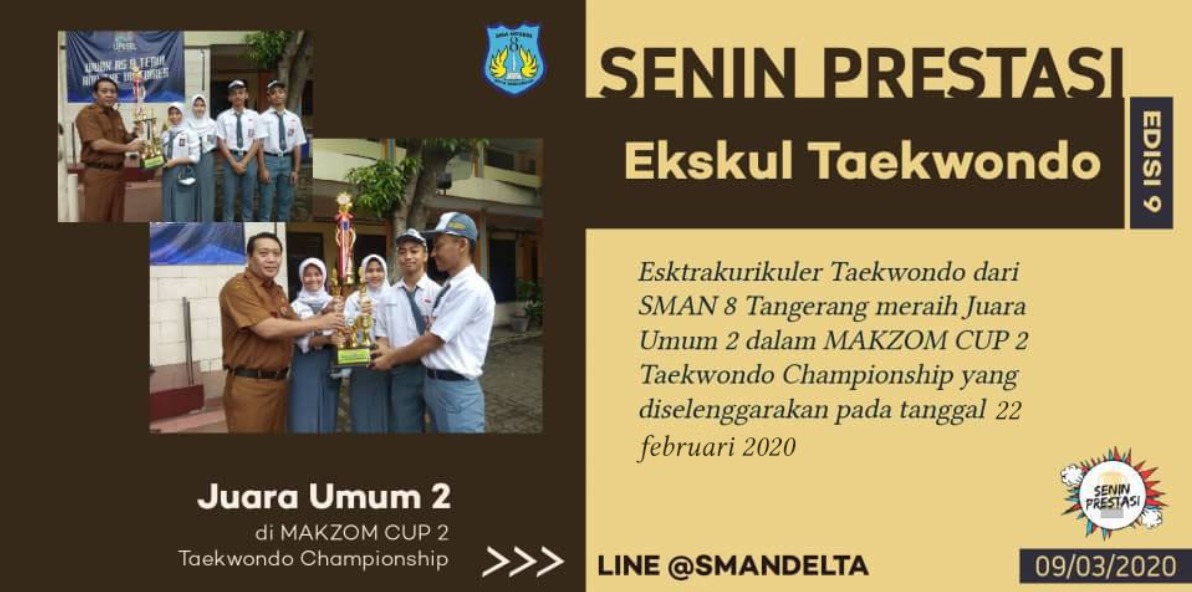 Juara Umum 2
di MAKZOM CUP 2
Taekwondo Championship
>>>
SENIN PRESTASI
Ekskul Taekwondo
EDISI 9
Esktrakurikuler Taekwondo dari
SMAN 8 Tangerang meraih Juara
Umum 2 dalam MAKZOM CUP 2
Taekwondo Championship yang
diselenggarakan pada tanggal 22
februari 2020
SENIN
PRESTASI
LINE @SMANDELTA
09/03/2020